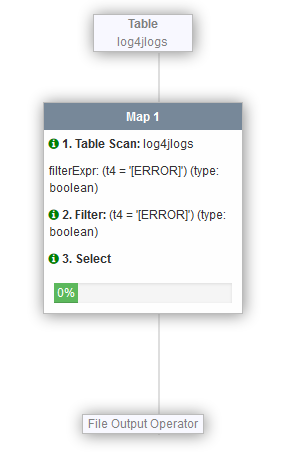 Table
log4jlogs
Map 1
1. Table Scan: log4jlogs
filterExpr: (t4 = '[ERROR]') (type:
boolean)
2. Filter: (t4 = '[ERROR]') (type:
boolean)
3. Select
0%
File Output Operator